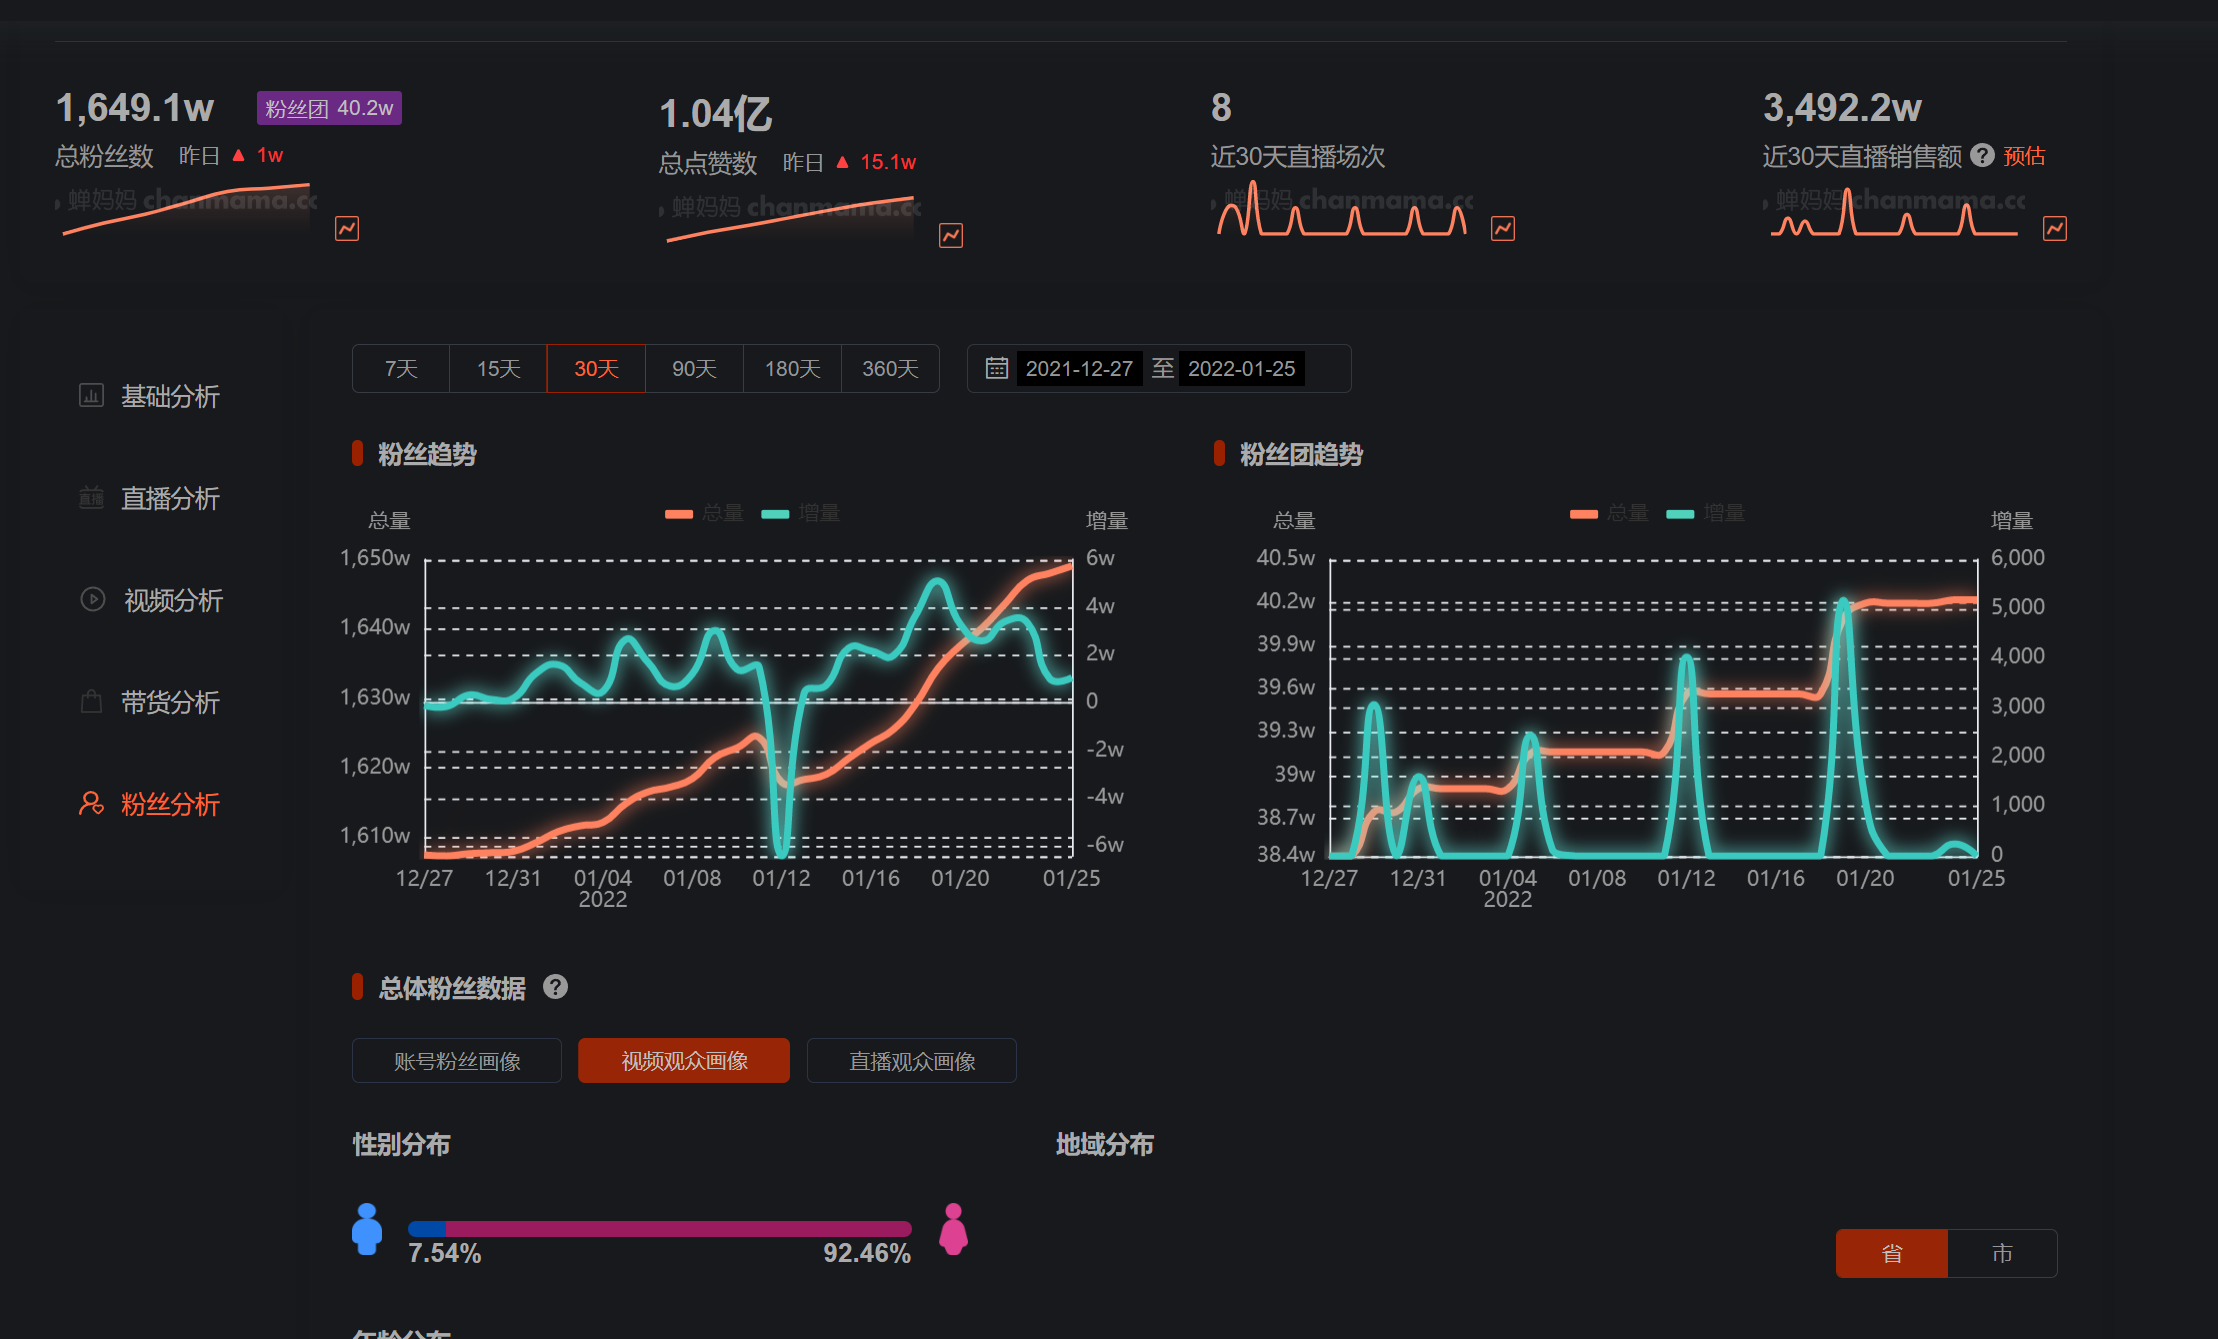 1,649.1w 粉丝团 40.2w
总粉丝数 昨日 ▲ 1w
蝉妈妈 chanmama.cc
1.04亿
总点赞数 昨日 ▲ 15.1w
蝉妈妈 chanmama.cc
8
近30天直播场次
蝉妈妈 chanmama.cc
3,492.2w
近30天直播销售额 ? 预估
蝉妈妈 chanmama.cc
基础分析
直播分析
视频分析
带货分析
粉丝分析
7天 15天 30天 90天 180天 360天
2021-12-27 至 2022-01-25
粉丝趋势
总量 增量
总量
增量
1,650w
1,640w
1,630w
1,620w
1,610w
6w
4w
2w
0
-2w
-4w
-6w
12/27 12/31 01/04 01/08 01/12 01/16 01/20 01/25
2022
粉丝团趋势
总量 增量
总量
增量
40.5w
40.2w
39.9w
39.6w
39.3w
39w
38.7w
38.4w
6,000
5,000
4,000
3,000
2,000
1,000
0
12/27 12/31 01/04 01/08 01/12 01/16 01/20 01/25
2022
总体粉丝数据 ?
账号粉丝画像 视频观众画像 直播观众画像
性别分布
7.54% 92.46%
地域分布
省 市
年龄分布